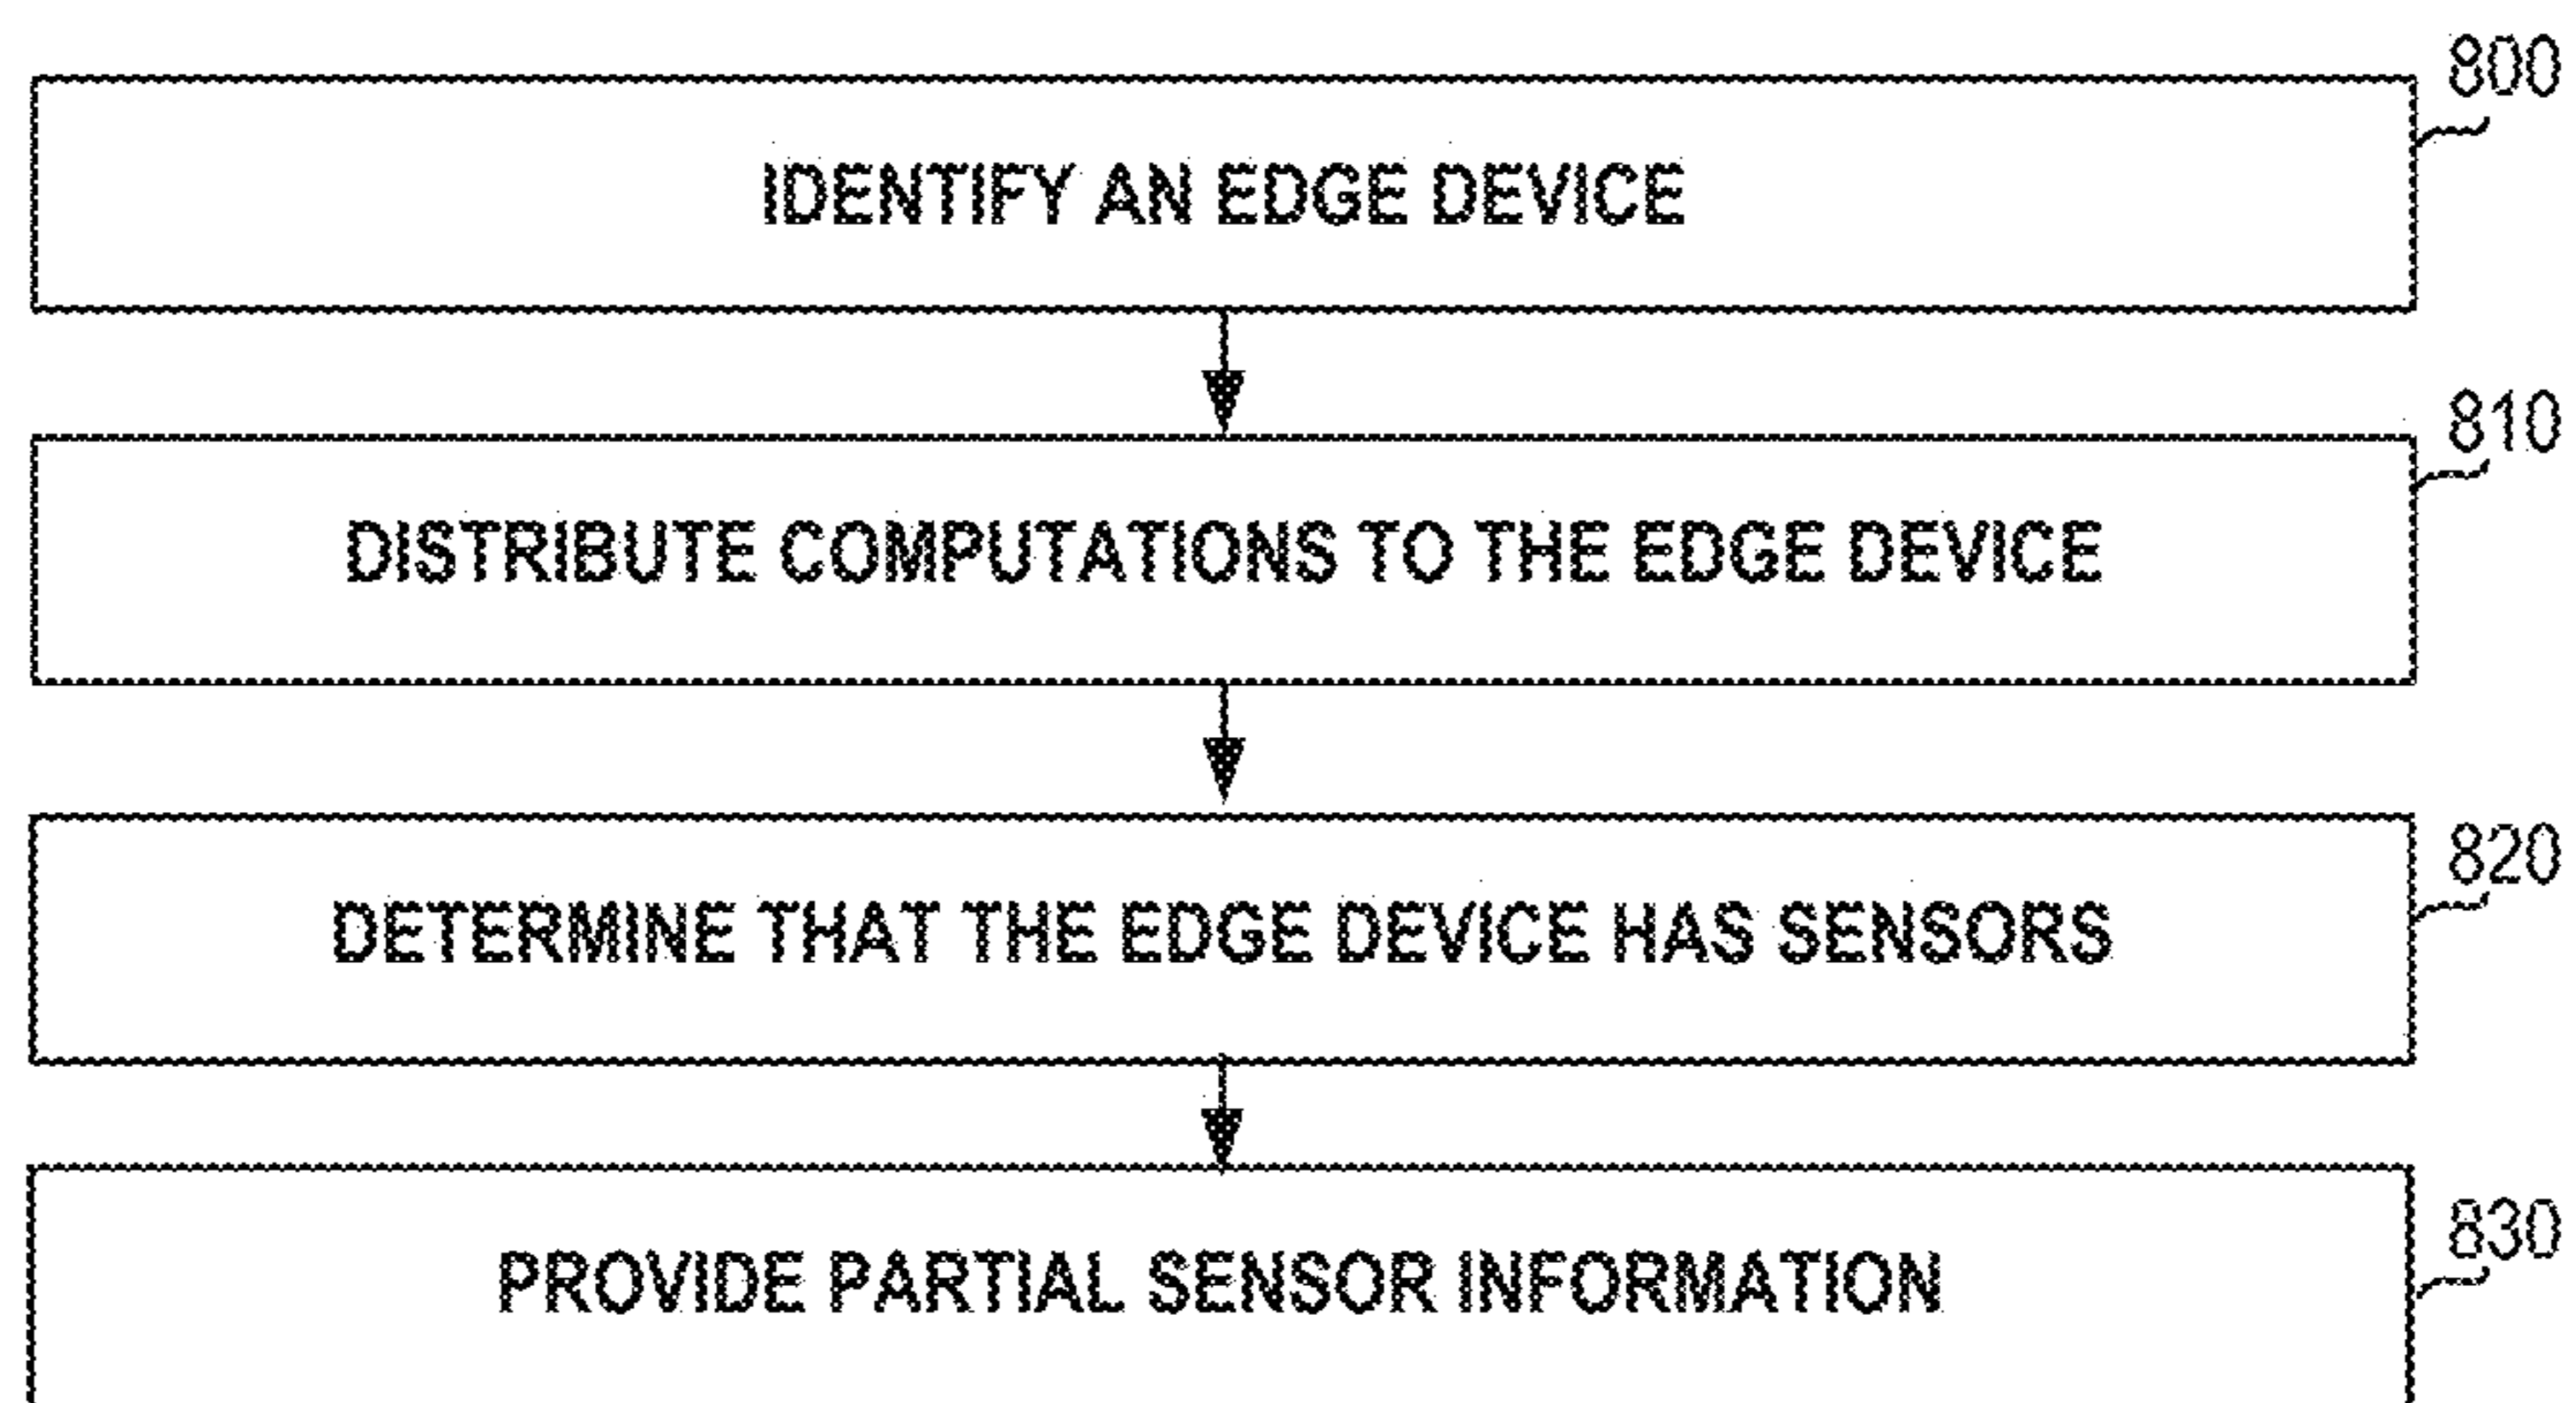 800
IDENTIFY AN EDGE DEVICE
810
DISTRIBUTE COMPUTATIONS TO THE EDGE DEVICE
820
DETERMINE THAT THE EDGE DEVICE HAS SENSORS
830
PROVIDE PARTIAL SENSOR INFORMATION